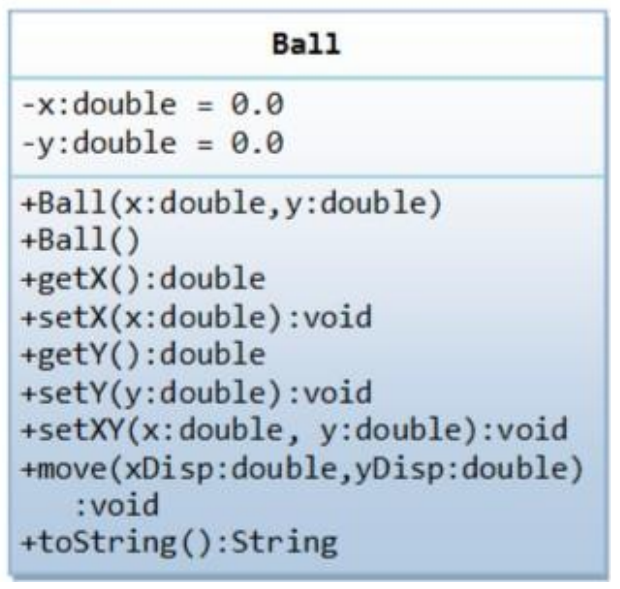 Ball
-x:double = 0.0
-y:double = 0.0
+Ball(x:double,y:double)
+Ball()
+getX():double
+setX(x:double):void
+getY():double
+setY(y:double):void
+setXY(x:double, y:double):void
+move(xDisp:double,yDisp:double)
:void
+toString():String